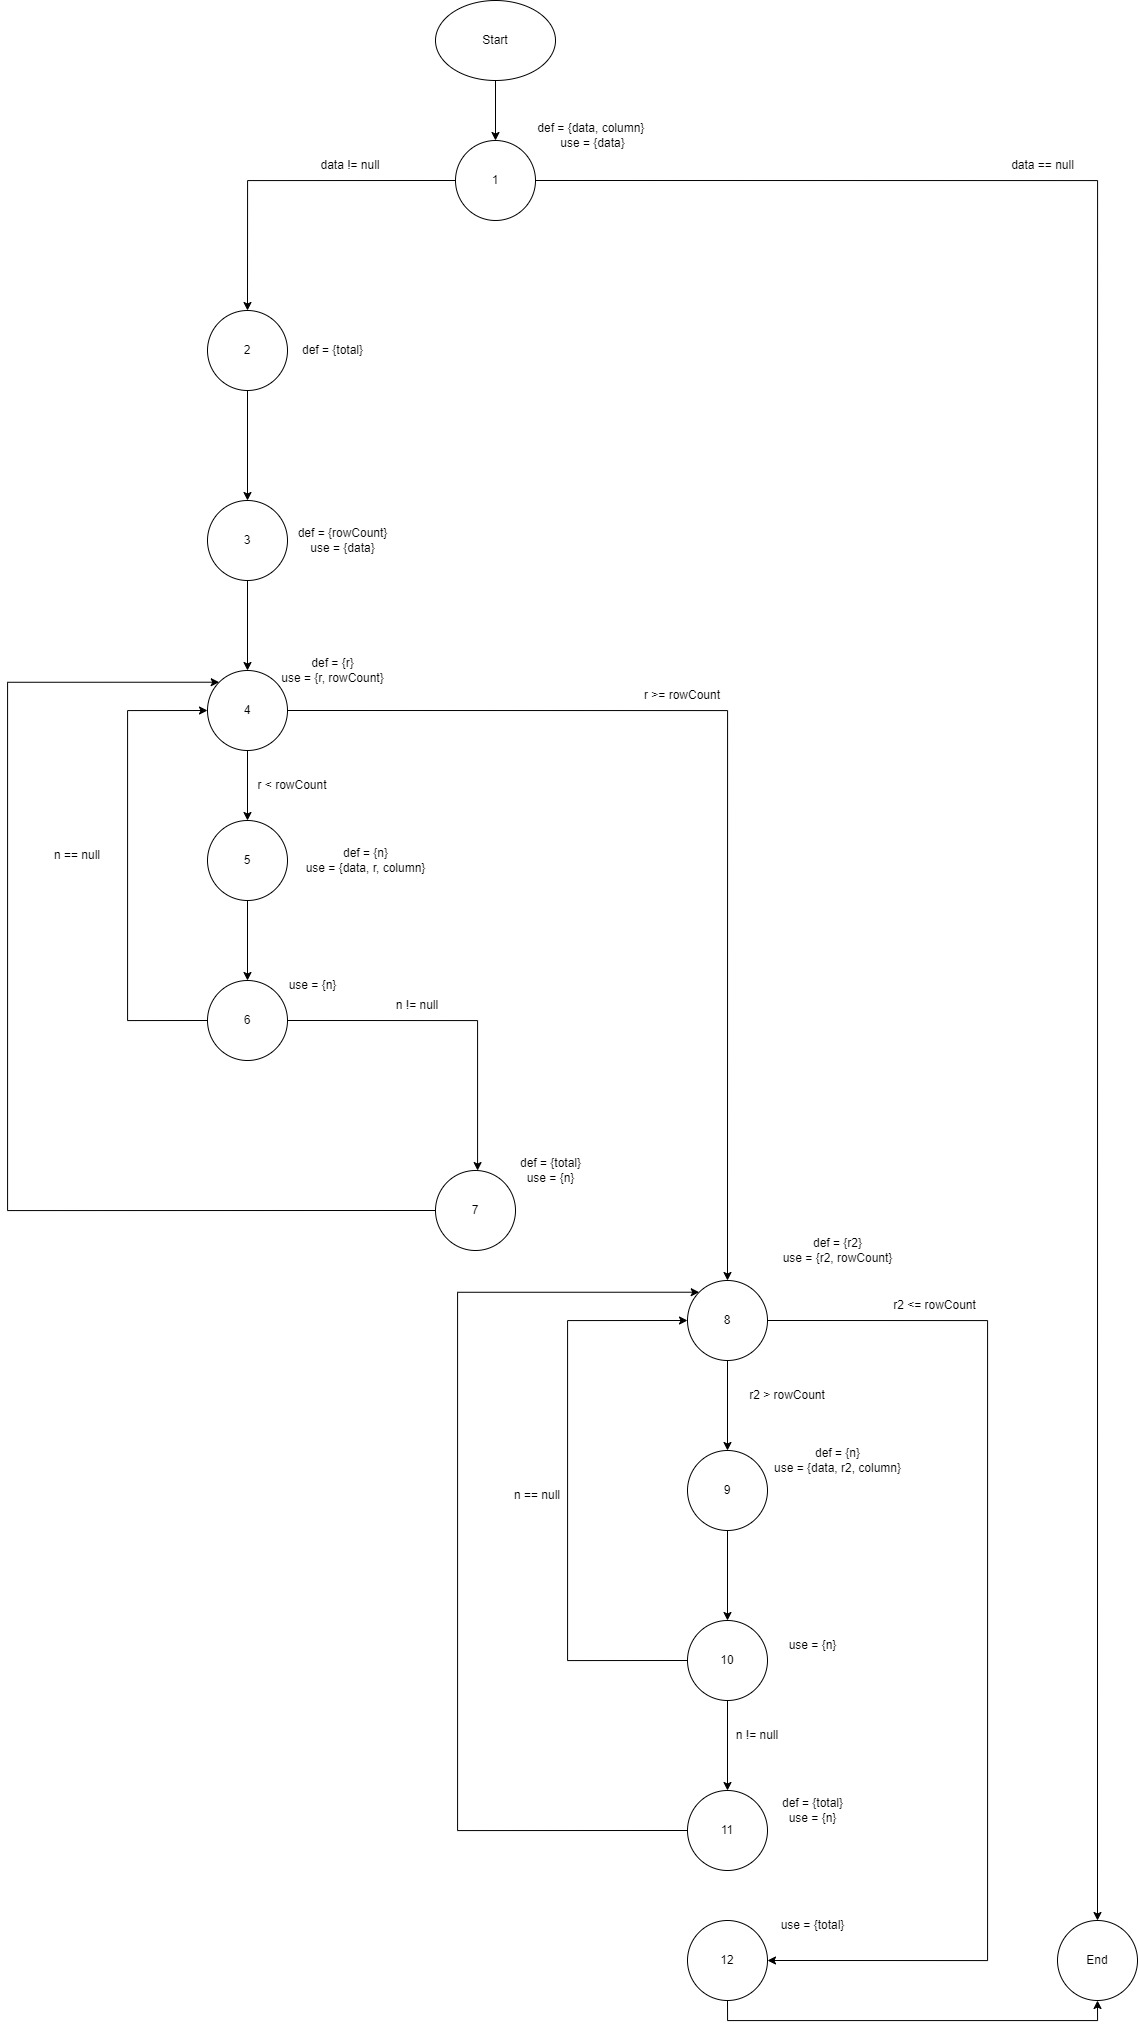 Start
def = {data, column}
use = {data}
data != null
data == null
1
2
def = {total}
def = {rowCount}
use = {data}
3
def = {r}
use = {r, rowCount}
r >= rowCount
4
r < rowCount
n == null
5
def = {n}
use = {data, r, column}
use = {n}
n != null
6
def = {total}
use = {n}
7
def = {r2}
use = {r2, rowCount}
r2 <= rowCount
8
r2 > rowCount
def = {n}
use = {data, r2, column}
9
n == null
use = {n}
10
n != null
def = {total}
use = {n}
11
use = {total}
12
End